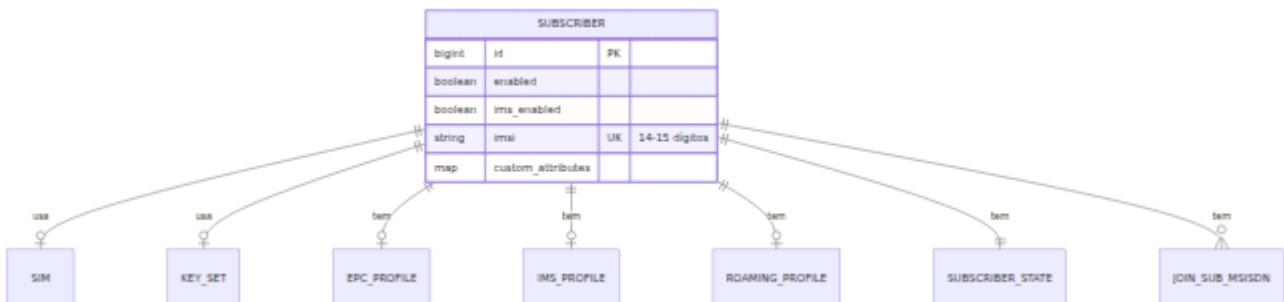 SUBSCRIBER
bigint id PK
boolean enabled
boolean ims_enabled
string imsi UK 14-15 dígitos
map custom_attributes
usa usa tem tem tem tem tem
SIM KEY_SET EPC_PROFILE IMS_PROFILE ROAMING_PROFILE SUBSCRIBER_STATE JOIN_SUB_MSISDN